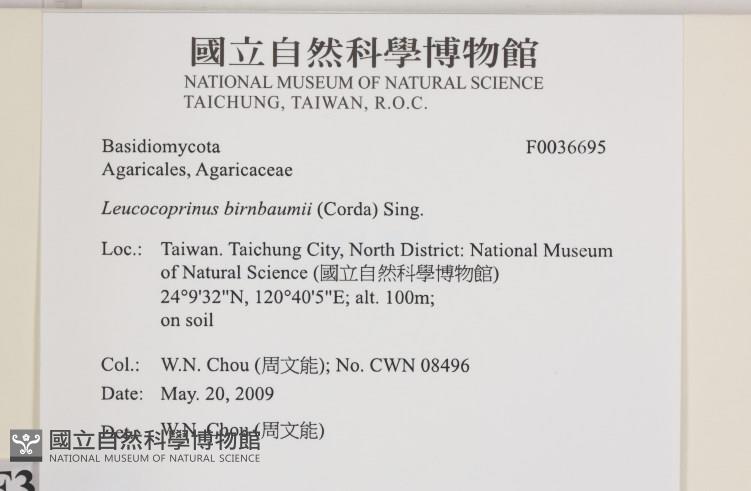 國立自然科學博物館
NATIONAL MUSEUM OF NATURAL SCIENCE
TAICHUNG, TAIWAN, R.O.C.
Basidiomycota F0036695
Agaricales, Agaricaceae
Leucocoprinus birnbaumii (Corda) Sing.
Loc.: Taiwan. Taichung City, North District: National Museum
of Natural Science (國立自然科學博物館)
24°9'32"N, 120°40'5"E; alt. 100m;
on soil
Col.: W.N. Chou (周文能); No. CWN 08496
Date: May. 20, 2009
Det.: W.N. Chou (周文能)
國立自然科學博物館
NATIONAL MUSEUM OF NATURAL SCIENCE